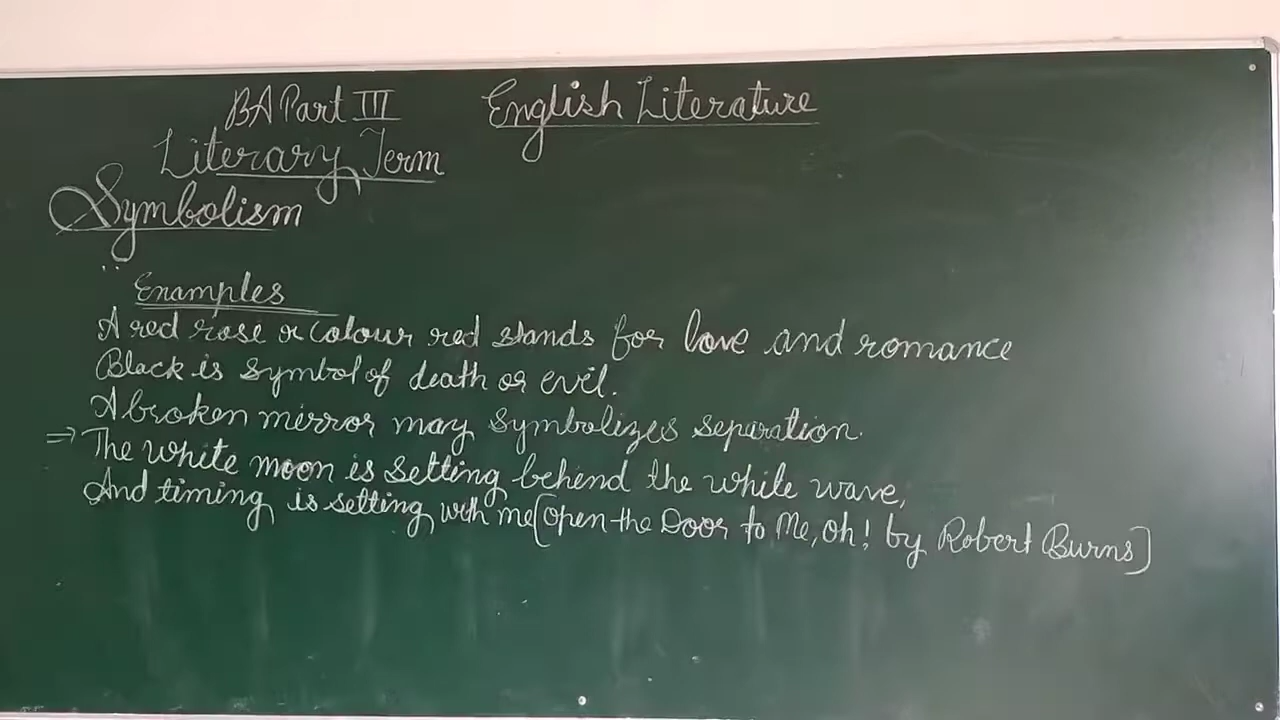 BA Part III English Literature
Literary Term
Symbolism
Examples
A red rose or Colour red stands for love and romance
Black is symbol of death or evil.
A broken mirror may symbolizes separation.
⇒ The white moon is setting behind the while wave,
And timing is setting with me [open the Door to Me, oh! by Robert Burns]